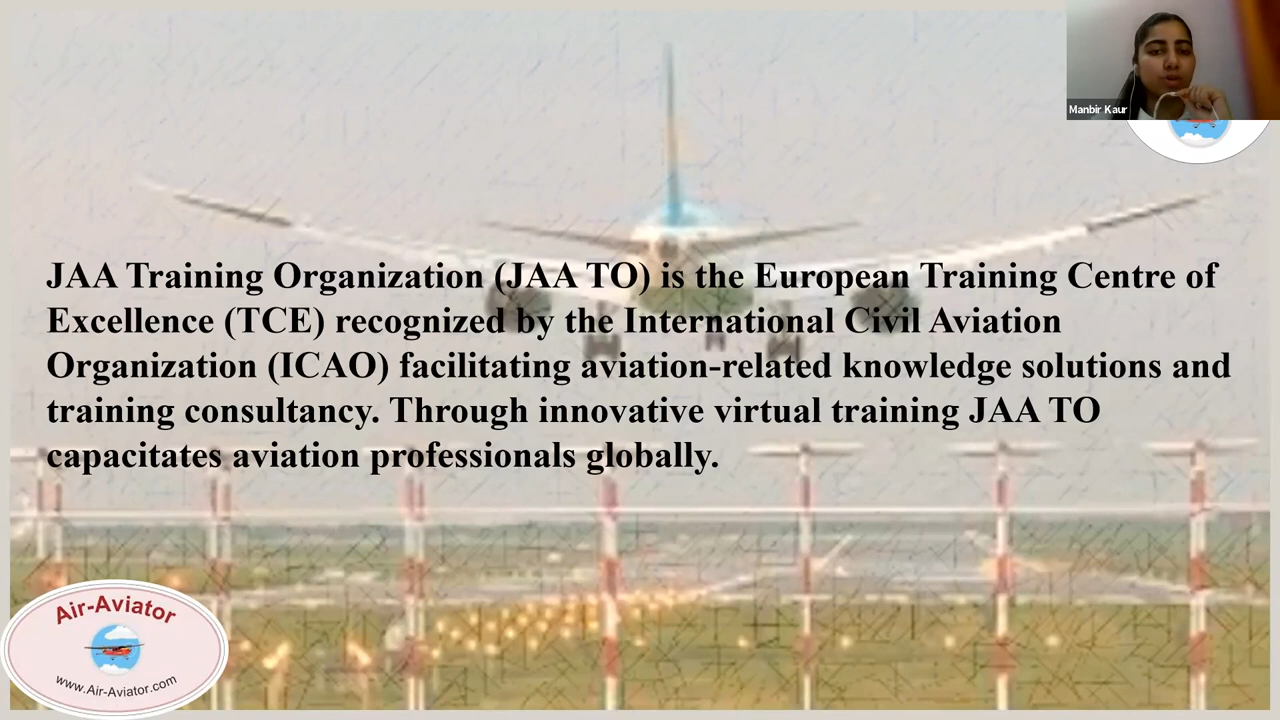 Manbir Kaur
JAA Training Organization (JAA TO) is the European Training Centre of
Excellence (TCE) recognized by the International Civil Aviation
Organization (ICAO) facilitating aviation-related knowledge solutions and
training consultancy. Through innovative virtual training JAA TO
capacitates aviation professionals globally.
Air-Aviator
www.Air-Aviator.com